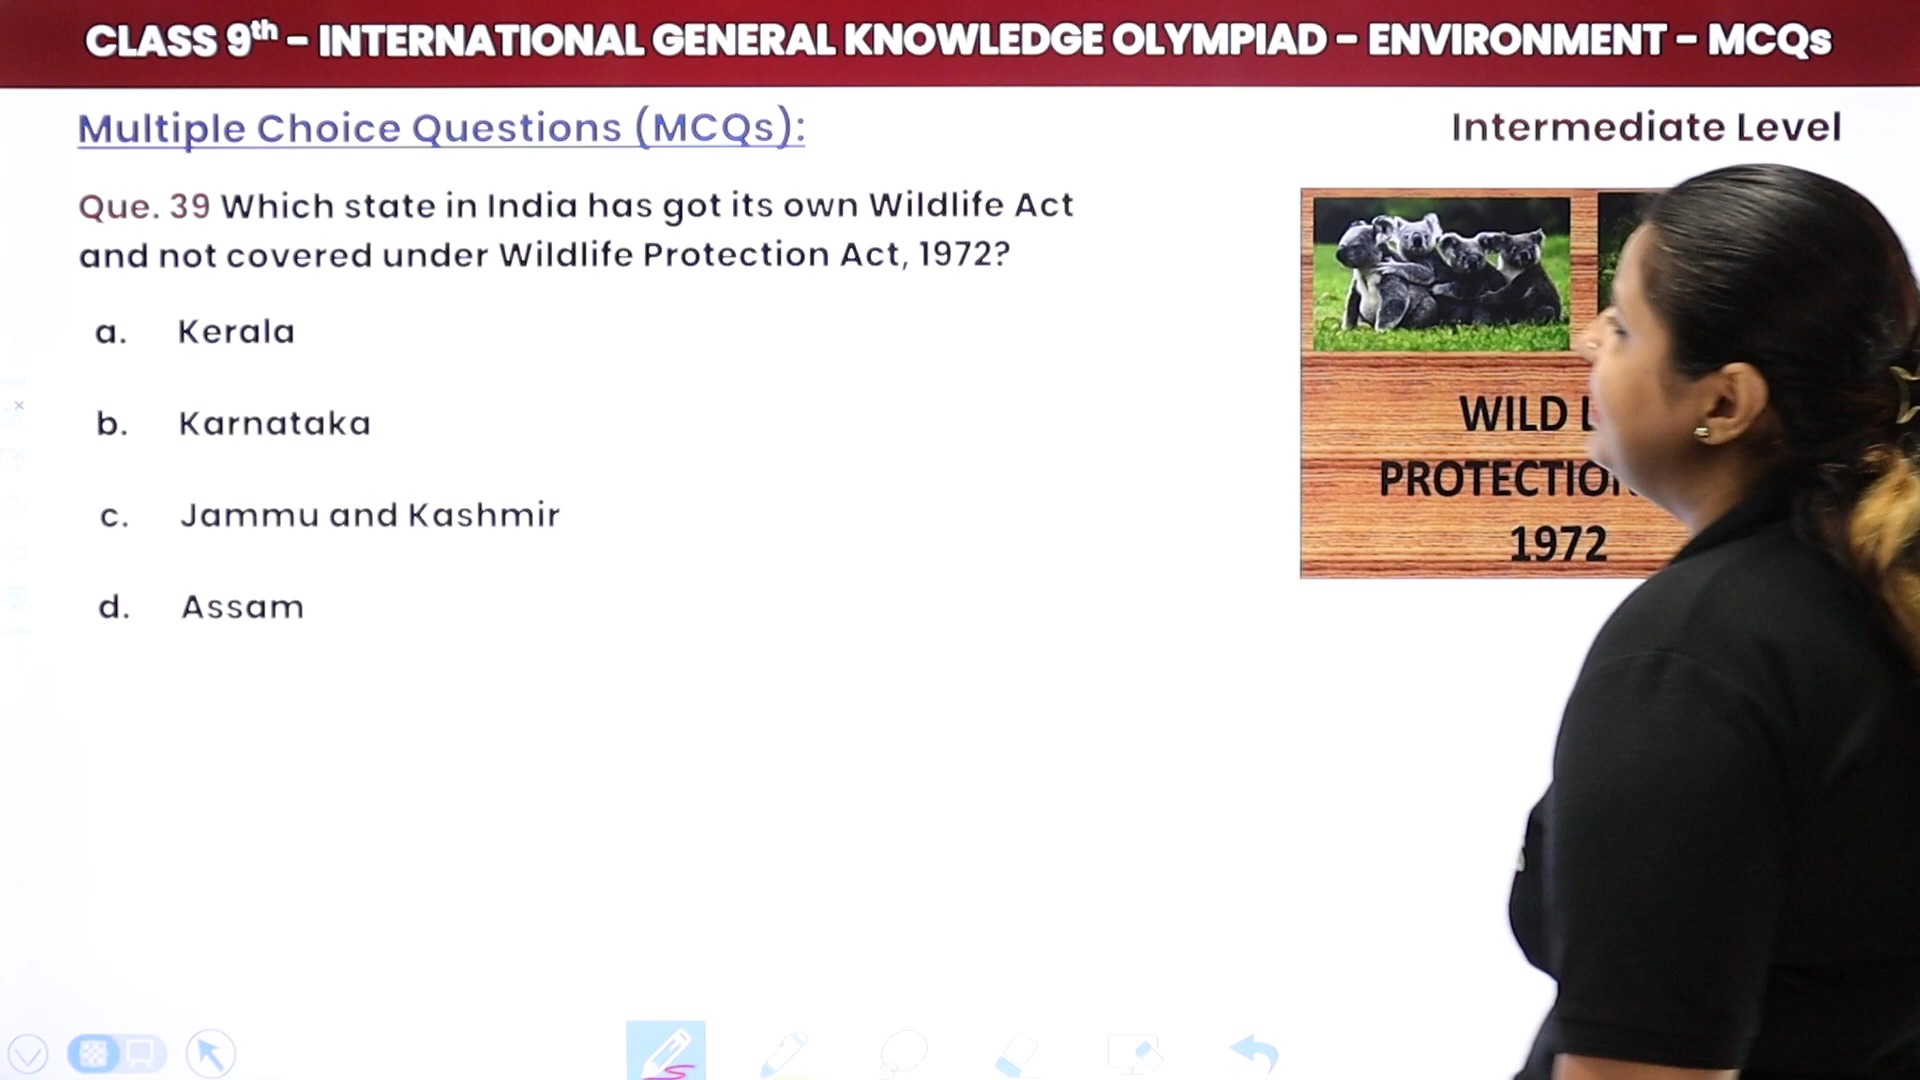 CLASS 9th - INTERNATIONAL GENERAL KNOWLEDGE OLYMPIAD - ENVIRONMENT - MCQs
Multiple Choice Questions (MCQs):
Intermediate Level
Que. 39 Which state in India has got its own Wildlife Act
and not covered under Wildlife Protection Act, 1972?
a. Kerala
b. Karnataka
c. Jammu and Kashmir
d. Assam
WILD
1972